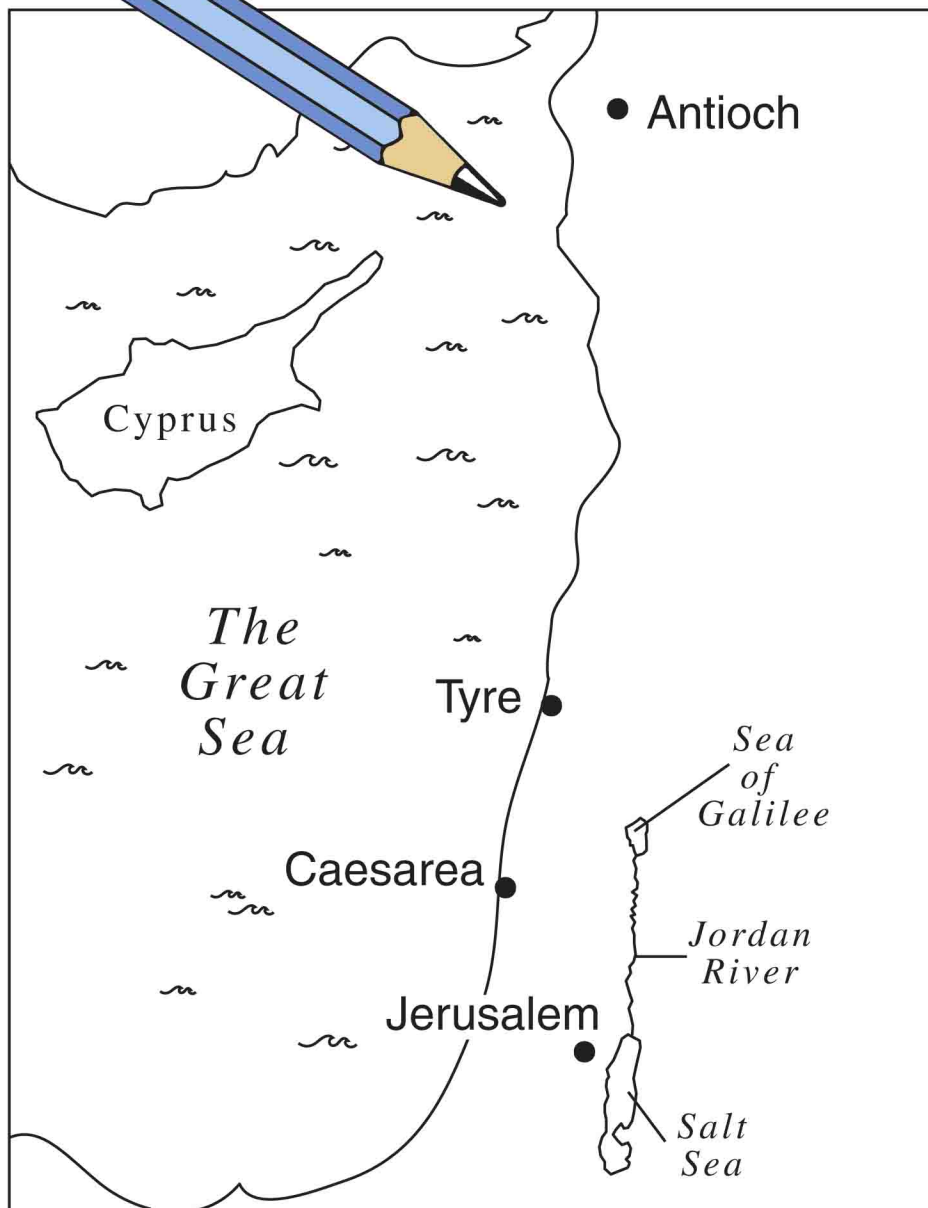 Antioch
Cyprus
The
Great
Sea
Tyre
Sea
of
Galilee
Caesarea
Jordan
River
Jerusalem
Salt
Sea